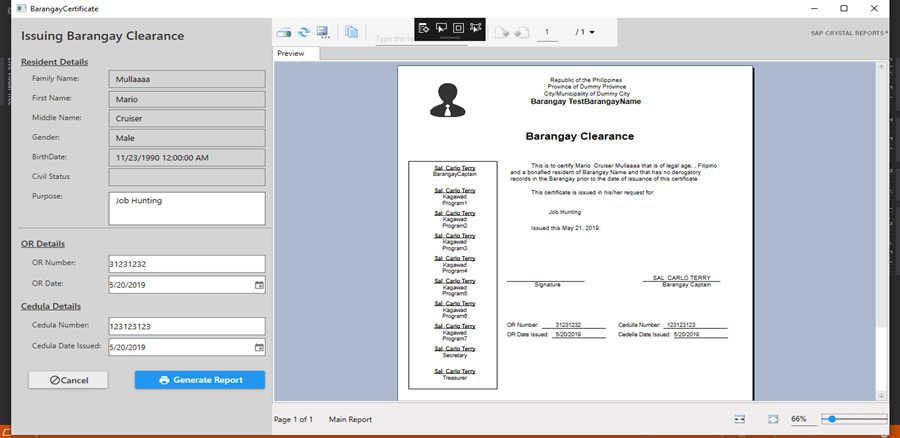 BarangayCertificate
Issuing Barangay Clearance
Resident Details
Family Name: Mullaaaa
First Name: Mario
Middle Name: Cruiser
Gender: Male
BirthDate: 11/23/1990 12:00:00 AM
Civil Status
Purpose: Job Hunting
OR Details
OR Number: 31231232
OR Date: 5/20/2019
Cedula Details
Cedula Number: 123123123
Cedula Date Issued: 5/20/2019
Cancel
Generate Report
Type the te
1 / 1
SAP CRYSTAL REPORTS®
Preview
Republic of the Philippines
Province of Dummy Province
City/Municipality of Dummy City
Barangay TestBarangayName
Barangay Clearance
Sal Carlo Terry
BarangayCaptain
Sal Carlo Terry
Kagawad
Program1
Sal Carlo Terry
Kagawad
Program2
Sal Carlo Terry
Kagawad
Program3
Sal Carlo Terry
Kagawad
Program4
Sal Carlo Terry
Kagawad
Program5
Sal Carlo Terry
Kagawad
Program6
Sal Carlo Terry
Kagawad
Program7
Sal Carlo Terry
Secretary
Sal Carlo Terry
Treasurer
This is to certify Mario Cruiser Mullaaaa that is of legal age, , Filipino
and a bonafied resident of Barangay Name and that has no derogatory
records in the Barangay prior to the date of issuance of this certificate.
This certificate is issued in his/her request for:
Job Hunting
Issued this May 21, 2019.
Signature
SAL CARLO TERRY
Barangay Captain
OR Number: 31231232 Cedulla Number: 123123123
OR Date Issued: 5/20/2019 Cedella Date Issued: 5/20/2019
Page 1 of 1 Main Report 66%